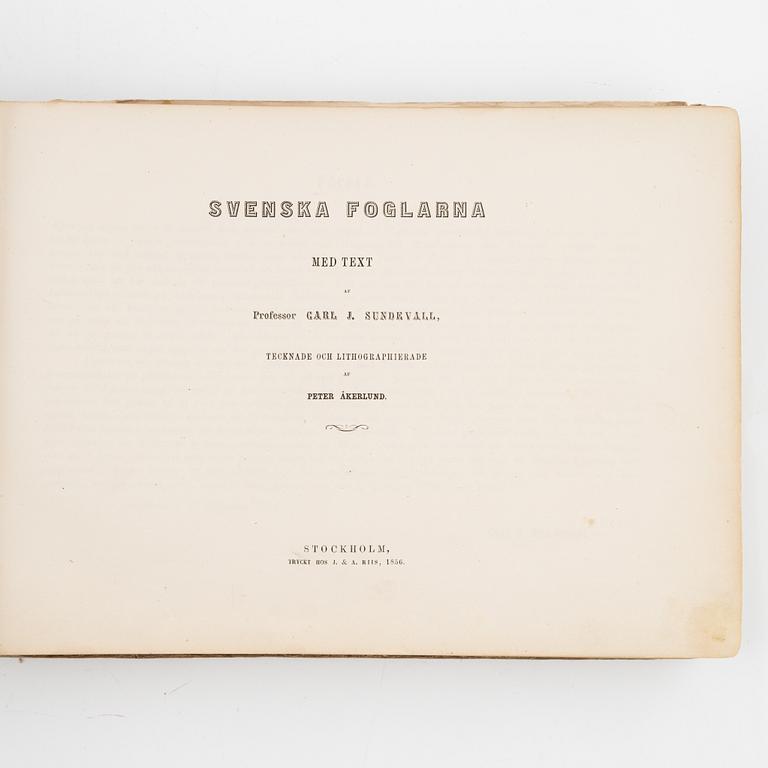 SVENSKA FOGLARNA
MED TEXT
AF
Professor CARL J. SUNDEVALL,
TECKNADE OCH LITHOGRAPHIERADE
AF
PETER ÅKERLUND.
STOCKHOLM,
TRYCKT HOS J. & A. RIIS, 1856.